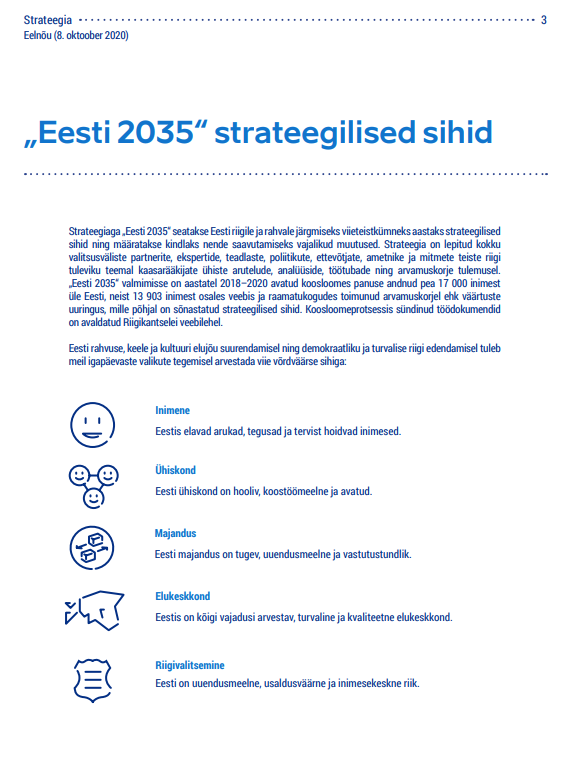 Strateegia 3
Eelnõu (8. oktoober 2020)
„Eesti 2035“ strateegilised sihid
Strateegiaga „Eesti 2035“ seatakse Eesti riigile ja rahvale järgmiseks viieteistkümneks aastaks strateegilised
sihid ning määratakse kindlaks nende saavutamiseks vajalikud muutused. Strateegia on lepitud kokku
valitsusväliste partnerite, ekspertide, teadlaste, poliitikute, ettevõtjate, ametnike ja mitmete teiste riigi
tuleviku teemal kaasarääkijate ühiste arutelude, analüüside, töötubade ning arvamuskorje tulemusel.
„Eesti 2035“ valmimisse on aastatel 2018–2020 avatud koosloomes panuse andnud pea 17 000 inimest
üle Eesti, neist 13 903 inimest osales veebis ja raamatukogudes toimunud arvamuskorjel ehk väärtuste
uuringus, mille põhjal on sõnastatud strateegilised sihid. Koosloomeprotsessis sündinud töödokumendid
on avaldatud Riigikantselei veebilehel.
Eesti rahvuse, keele ja kultuuri elujõu suurendamisel ning demokraatliku ja turvalise riigi edendamisel tuleb
meil igapäevaste valikute tegemisel arvestada viie võrdväärse sihiga:
Inimene
Eestis elavad arukad, tegusad ja tervist hoidvad inimesed.
Ühiskond
Eesti ühiskond on hooliv, koostöömeelne ja avatud.
Majandus
Eesti majandus on tugev, uuendusmeelne ja vastutustundlik.
Elukeskkond
Eestis on kõigi vajadusi arvestav, turvaline ja kvaliteetne elukeskkond.
Riigivalitsemine
Eesti on uuendusmeelne, usaldusväärne ja inimesekeskne riik.